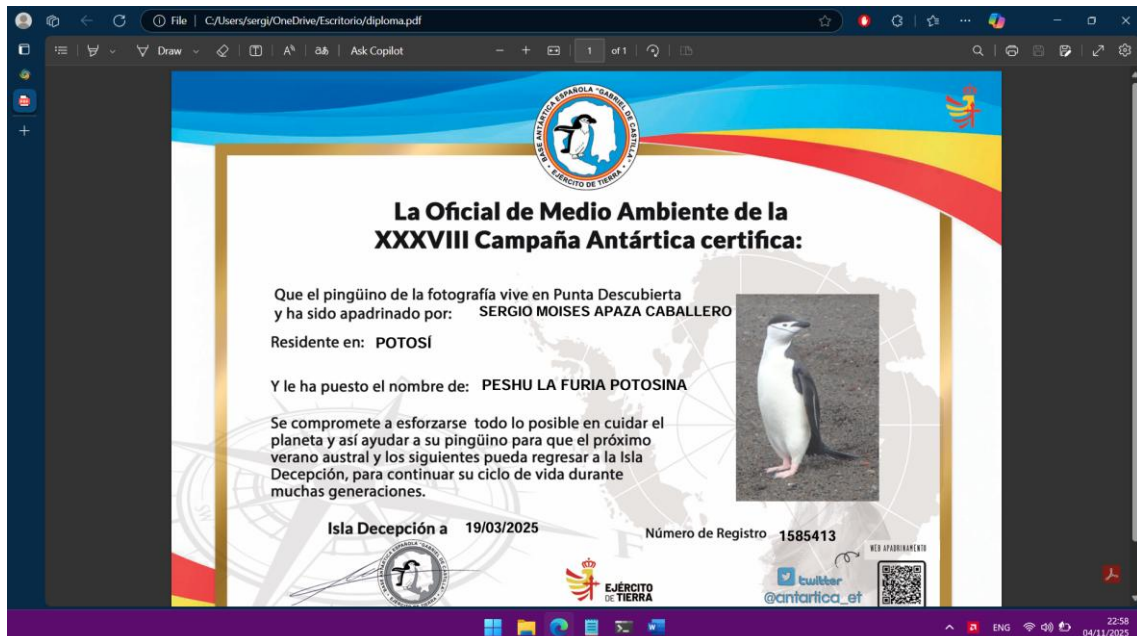 File
C:/Users/sergi/OneDrive/Escritorio/diploma.pdf
Draw
Ask Copilot
1 of 1
BASE ANTÁRTICA ESPAÑOLA "GABRIEL DE CASTILLA"
EJÉRCITO DE TIERRA
La Oficial de Medio Ambiente de la
XXXVIII Campaña Antártica certifica:
Que el pingüino de la fotografía vive en Punta Descubierta
y ha sido apadrinado por: SERGIO MOISES APAZA CABALLERO
Residente en: POTOSÍ
Y le ha puesto el nombre de: PESHU LA FURIA POTOSINA
Se compromete a esforzarse todo lo posible en cuidar el
planeta y así ayudar a su pingüino para que el próximo
verano austral y los siguientes pueda regresar a la Isla
Decepción, para continuar su ciclo de vida durante
muchas generaciones.
Isla Decepción a 19/03/2025
Número de Registro 1585413
WEB APADRINAMIENTO
EJÉRCITO
DE TIERRA
twitter
@antartica_et
ENG
22:58
04/11/2025